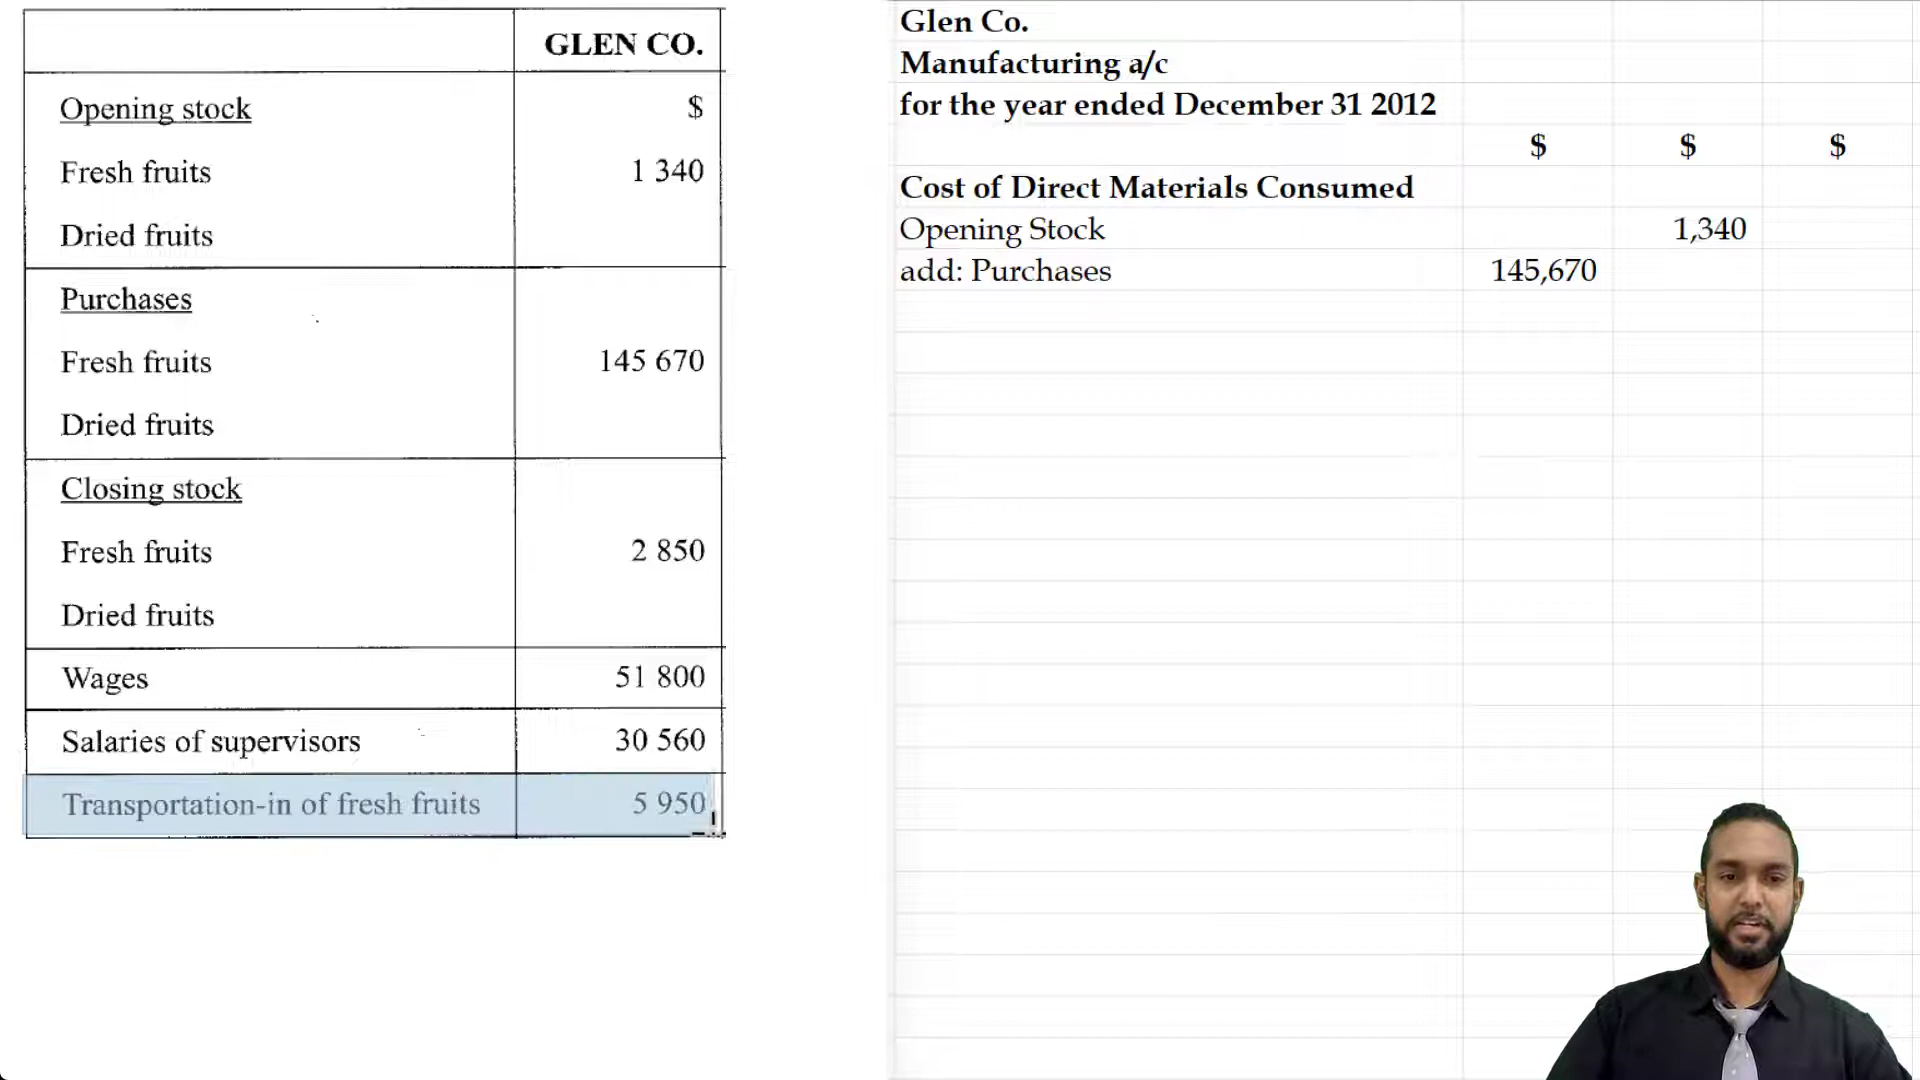 GLEN CO.
Opening stock $
Fresh fruits 1 340
Dried fruits
Purchases
Fresh fruits 145 670
Dried fruits
Closing stock
Fresh fruits 2 850
Dried fruits
Wages 51 800
Salaries of supervisors 30 560
Transportation-in of fresh fruits 5 950
Glen Co.
Manufacturing a/c
for the year ended December 31 2012
$ $ $
Cost of Direct Materials Consumed
Opening Stock 1,340
add: Purchases 145,670